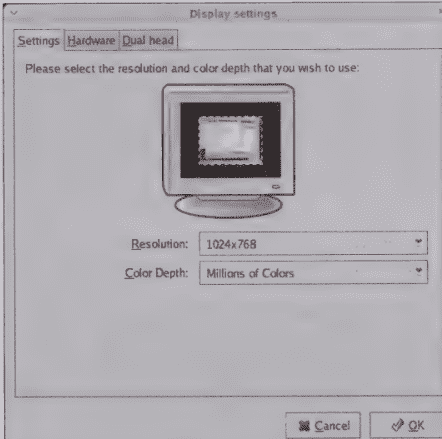 Display settings
Settings Hardware Dual head
Please select the resolution and color depth that you wish to use:
Resolution: 1024x768
Color Depth: Millions of Colors
Cancel OK